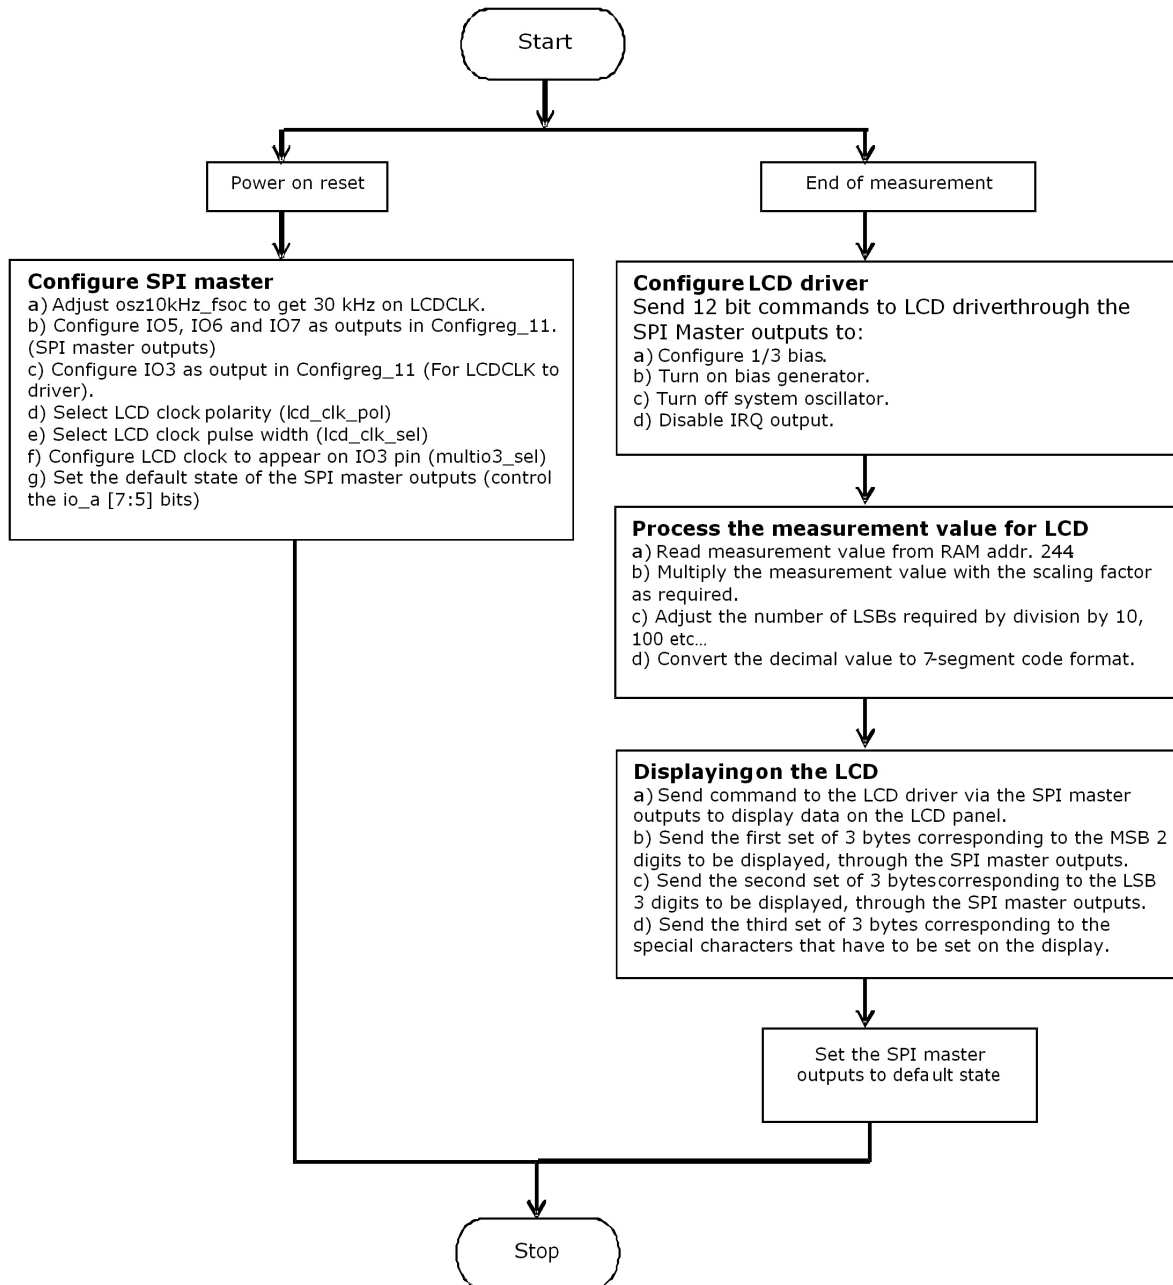 Start
Power on reset
End of measurement
Configure SPI master
a) Adjust osz10kHz_fsoc to get 30 kHz on LCDCLK.
b) Configure IO5, IO6 and IO7 as outputs in Configreg_11.
(SPI master outputs)
c) Configure IO3 as output in Configreg_11 (For LCDCLK to
driver).
d) Select LCD clock polarity (lcd_clk_pol)
e) Select LCD clock pulse width (lcd_clk_sel)
f) Configure LCD clock to appear on IO3 pin (multio3_sel)
g) Set the default state of the SPI master outputs (control
the io_a [7:5] bits)
Configure LCD driver
Send 12 bit commands to LCD driverthrough the
SPI Master outputs to:
a) Configure 1/3 bias.
b) Turn on bias generator.
c) Turn off system oscillator.
d) Disable IRQ output.
Process the measurement value for LCD
a) Read measurement value from RAM addr. 244
b) Multiply the measurement value with the scaling factor
as required.
c) Adjust the number of LSBs required by division by 10,
100 etc...
d) Convert the decimal value to 7-segment code format.
Displayingon the LCD
a) Send command to the LCD driver via the SPI master
outputs to display data on the LCD panel.
b) Send the first set of 3 bytes corresponding to the MSB 2
digits to be displayed, through the SPI master outputs.
c) Send the second set of 3 bytescorresponding to the LSB
3 digits to be displayed, through the SPI master outputs.
d) Send the third set of 3 bytes corresponding to the
special characters that have to be set on the display.
Set the SPI master
outputs to default state
Stop